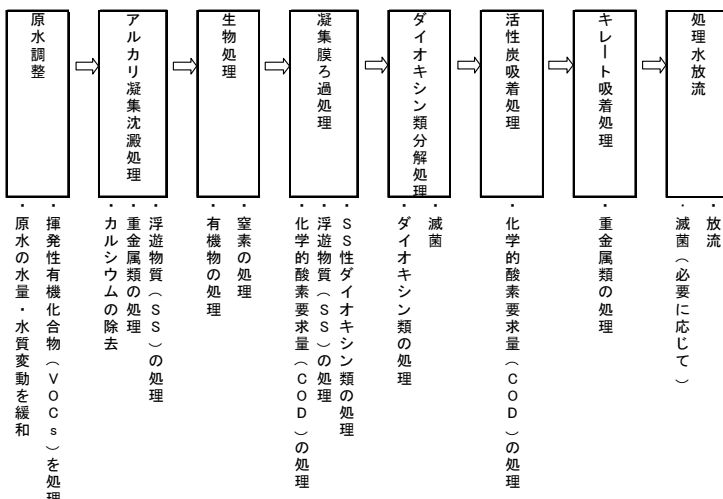 原水調整
アルカリ凝集沈澱処理
生物処理
凝集膜ろ過処理
ダイオキシン類分解処理
活性炭吸着処理
キレート吸着処理
処理水放流
・揮発性有機化合物(VOCs)を処理
・原水の水量・水質変動を緩和
・浮遊物質(SS)の処理
・重金属類の処理
・カルシウムの除去
・窒素の処理
・有機物の処理
・SS性ダイオキシン類の処理
・浮遊物質(SS)の処理
・化学的酸素要求量(COD)の処理
・滅菌
・ダイオキシン類の処理
・化学的酸素要求量(COD)の処理
・重金属類の処理
・放流
・滅菌(必要に応じて)